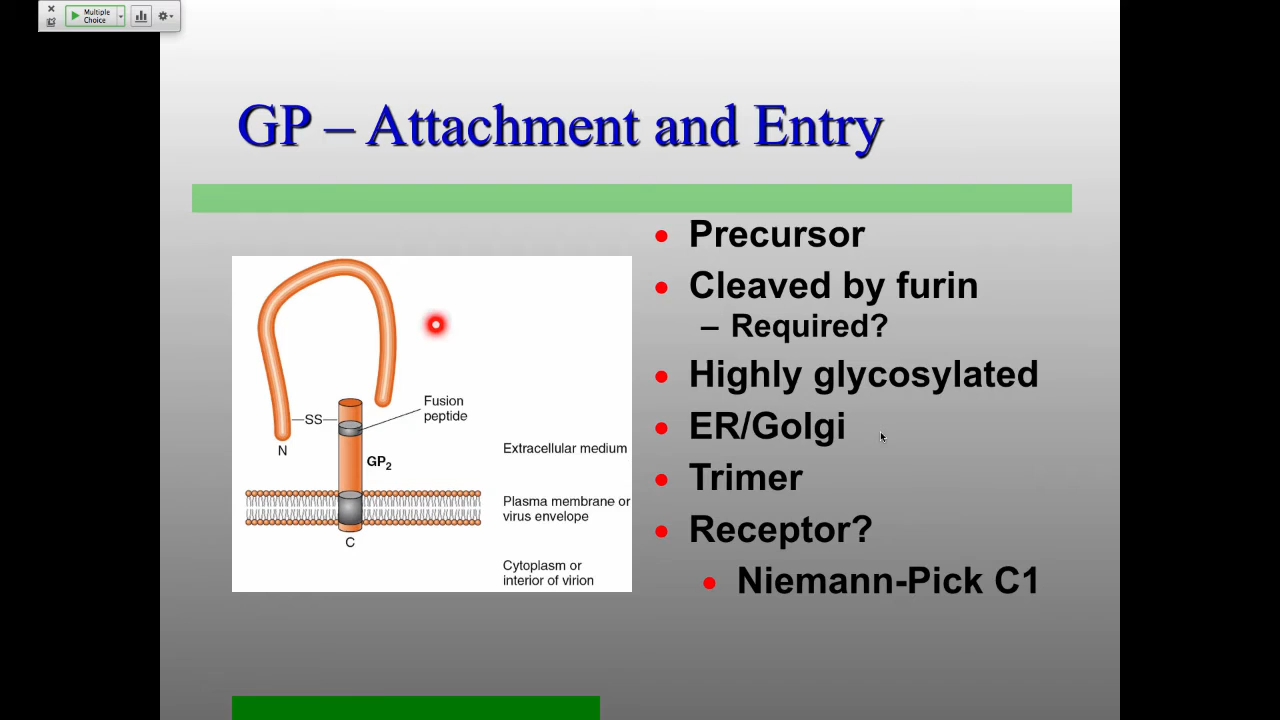 Multiple
Choice
GP – Attachment and Entry
Fusion
peptide
SS
N
GP2
Extracellular medium
Plasma membrane or
virus envelope
C
Cytoplasm or
interior of virion
• Precursor
• Cleaved by furin
– Required?
• Highly glycosylated
• ER/Golgi
• Trimer
• Receptor?
• Niemann-Pick C1